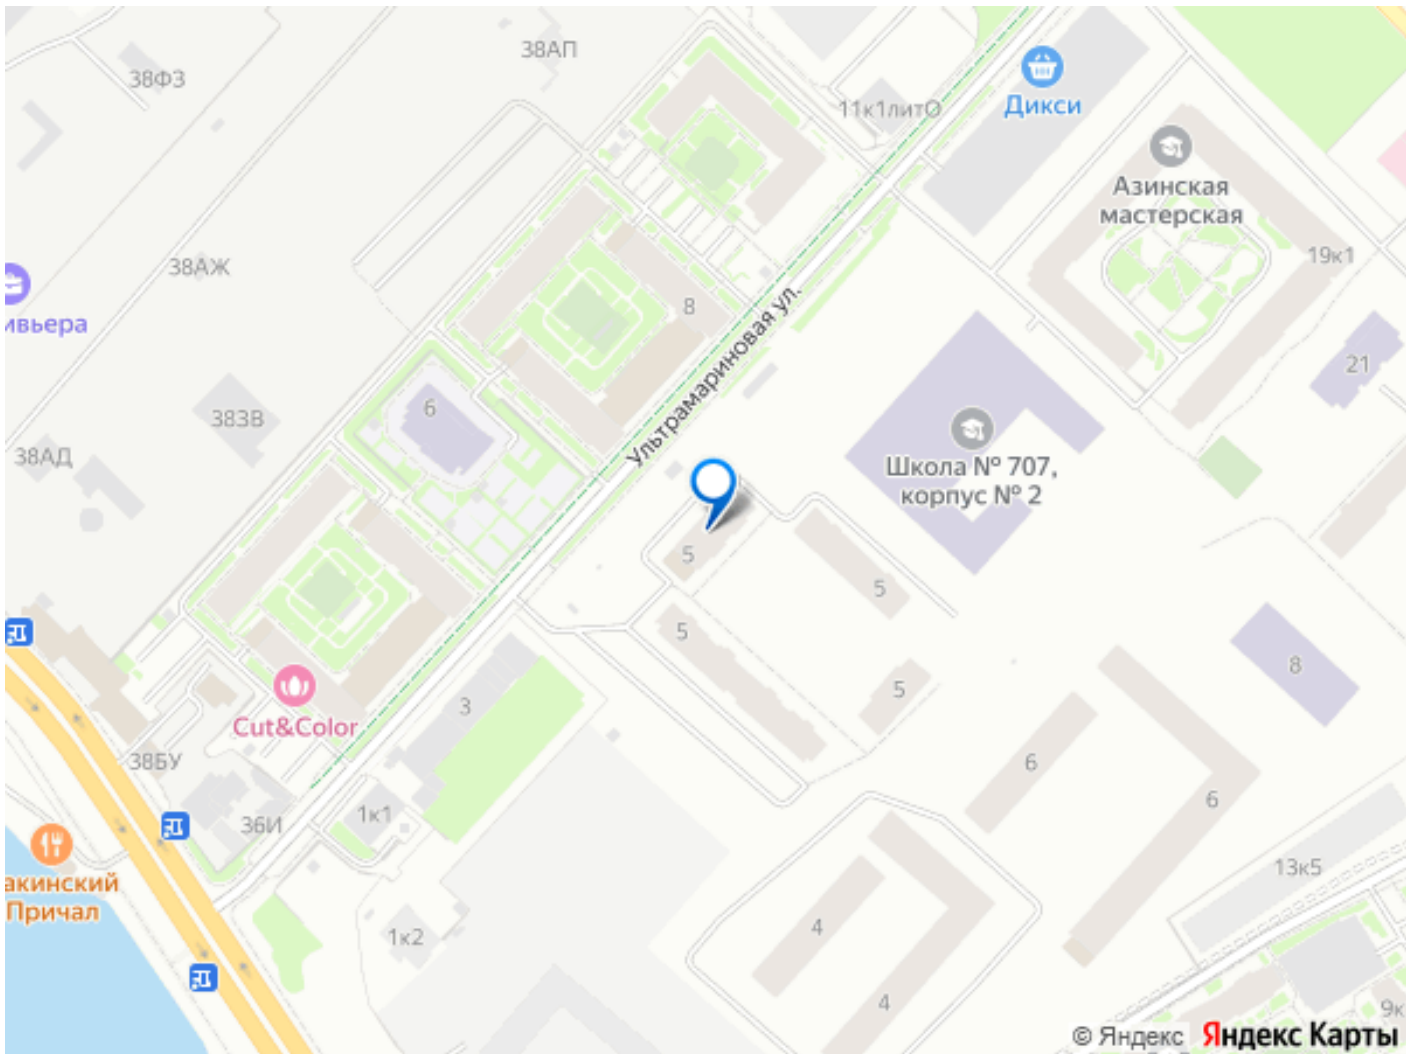 38АП
38ФЗ
Дикси
11к1литО
Азинская
мастерская
19к1
38АЖ
8
ивьера
Ультрамариновая ул.
21
6
38ЗВ
38АД
Школа № 707,
корпус № 2
5
5
5
5
8
3
Cut&Color
38БУ
6
6
1к1
36И
13к5
акинский
Причал
4
1к2
4
9к
© Яндекс Яндекс Карты